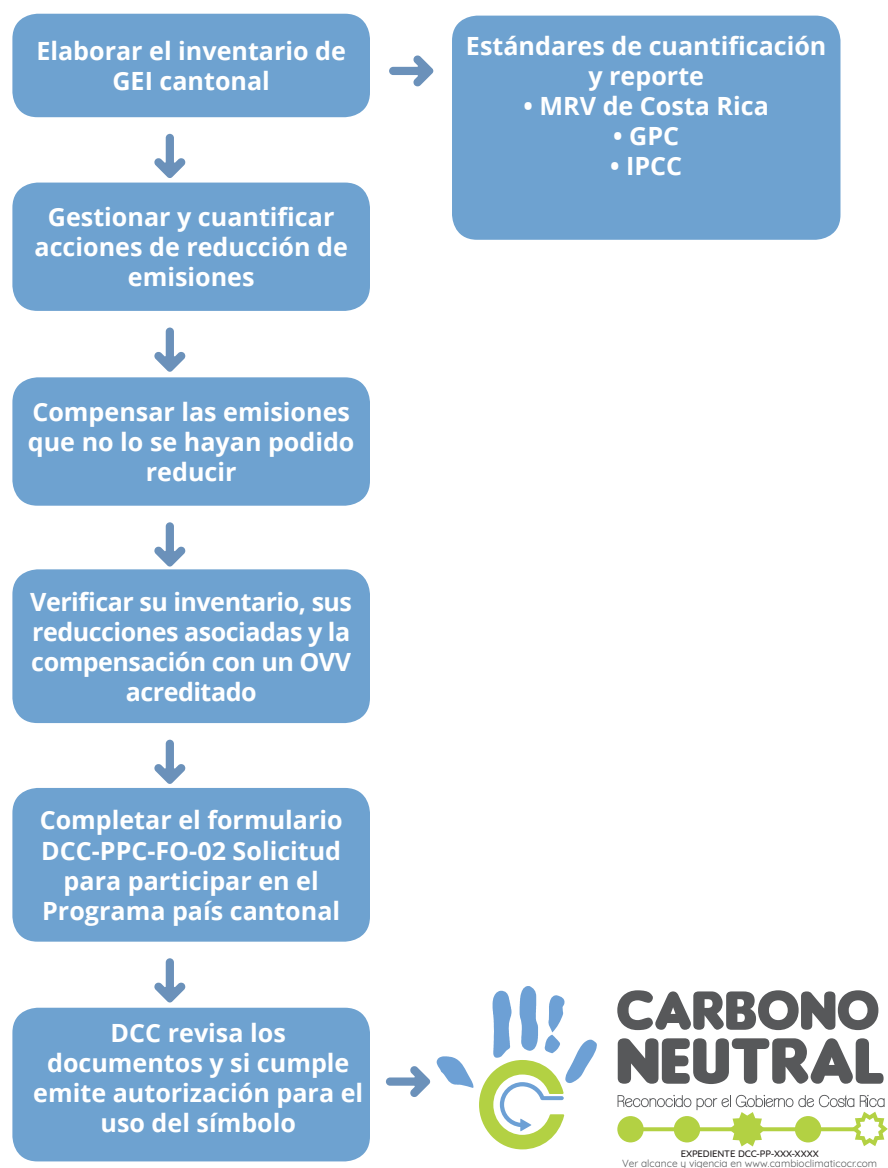 Elaborar el inventario de
GEI cantonal
Estándares de cuantificación
y reporte
• MRV de Costa Rica
• GPC
• IPCC
Gestionar y cuantificar
acciones de reducción de
emisiones
Compensar las emisiones
que no lo se hayan podido
reducir
Verificar su inventario, sus
reducciones asociadas y la
compensación con un OVV
acreditado
Completar el formulario
DCC-PPC-FO-02 Solicitud
para participar en el
Programa país cantonal
DCC revisa los
documentos y si cumple
emite autorización para el
uso del símbolo
CARBONO
NEUTRAL
Reconocido por el Gobierno de Costa Rica
EXPEDIENTE DCC-PP-XXX-XXXX
Ver alcance y vigencia en www.cambioclimaticocr.com